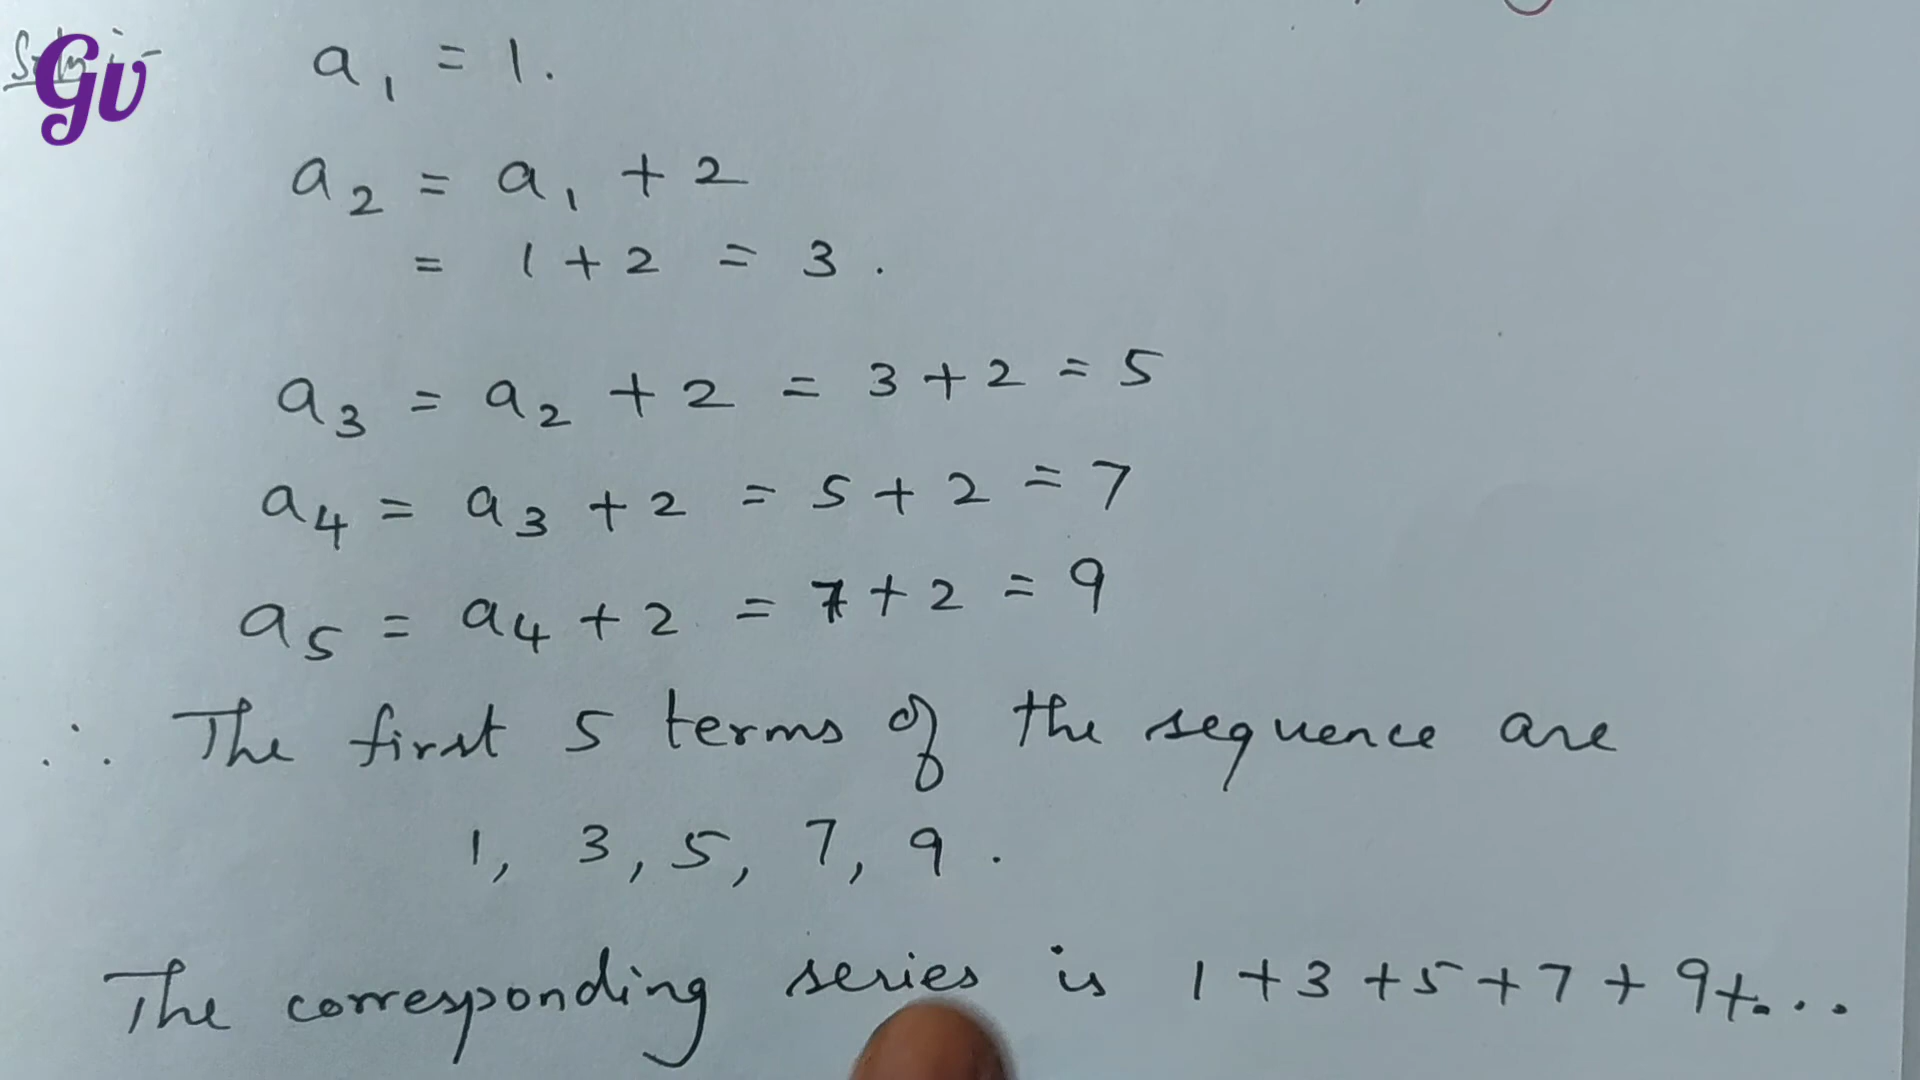 Soln :-
Gv
a₁ = 1.
a₂ = a₁ + 2
= 1 + 2 = 3 .
a₃ = a₂ + 2 = 3 + 2 = 5
a₄ = a₃ + 2 = 5 + 2 = 7
a₅ = a₄ + 2 = 7 + 2 = 9
∴ The first 5 terms of the sequence are
1, 3, 5, 7, 9 .
The corresponding series is 1 + 3 + 5 + 7 + 9 + ...